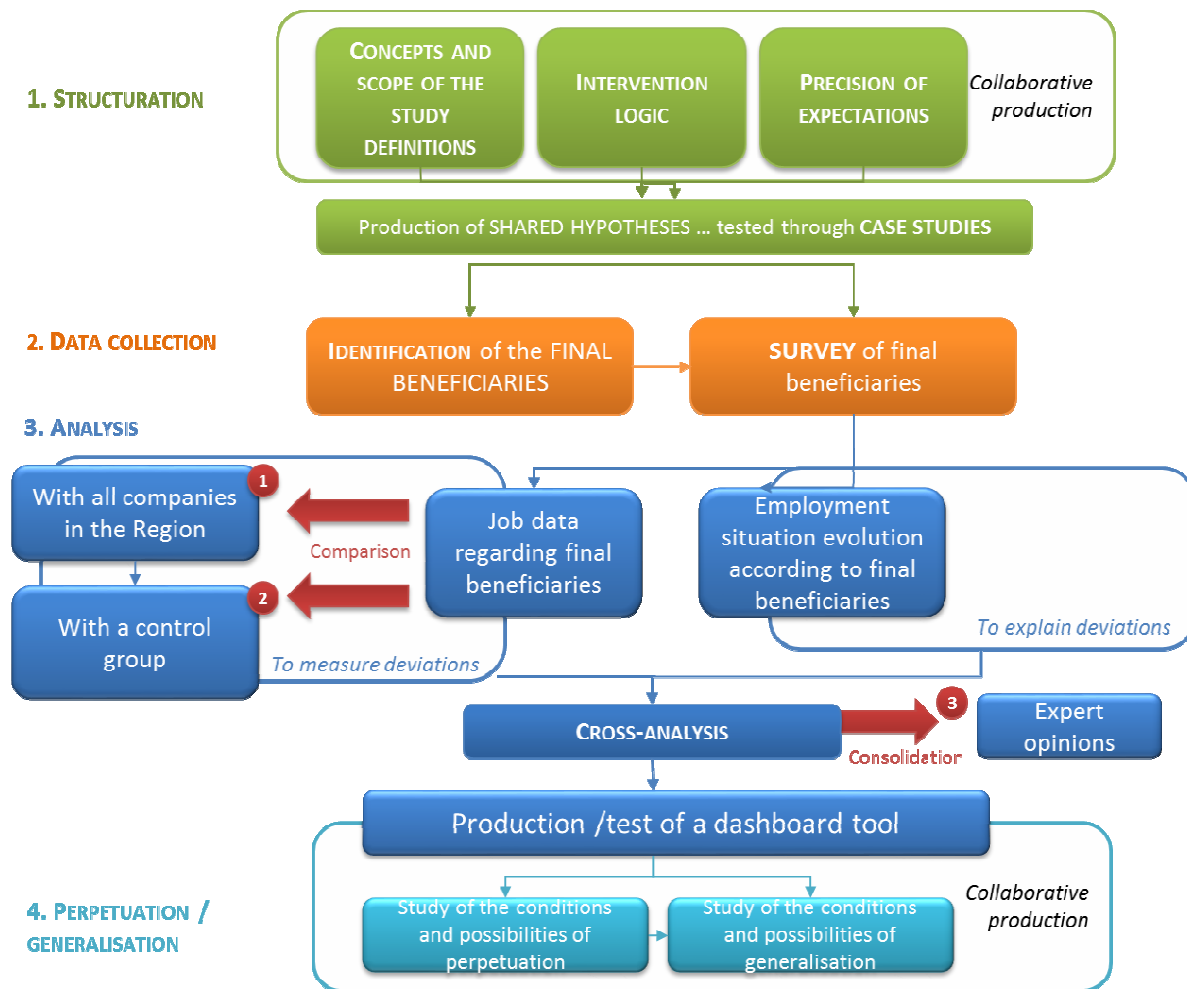 1. STRUCTURATION
CONCEPTS AND
SCOPE OF THE
STUDY
DEFINITIONS
INTERVENTION
LOGIC
PRECISION OF
EXPECTATIONS
Collaborative
production
Production of SHARED HYPOTHESES ... tested through CASE STUDIES
2. DATA COLLECTION
IDENTIFICATION of the FINAL
BENEFICIARIES
SURVEY of final
beneficiaries
3. ANALYSIS
With all companies
in the Region
1
Comparison
With a control
group
2
To measure deviations
Job data
regarding final
beneficiaries
Employment
situation evolution
according to final
beneficiaries
To explain deviations
CROSS-ANALYSIS
3
Consolidation
Expert
opinions
Production /test of a dashboard tool
4. PERPETUATION /
GENERALISATION
Study of the conditions
and possibilities of
perpetuation
Study of the conditions
and possibilities of
generalisation
Collaborative
production